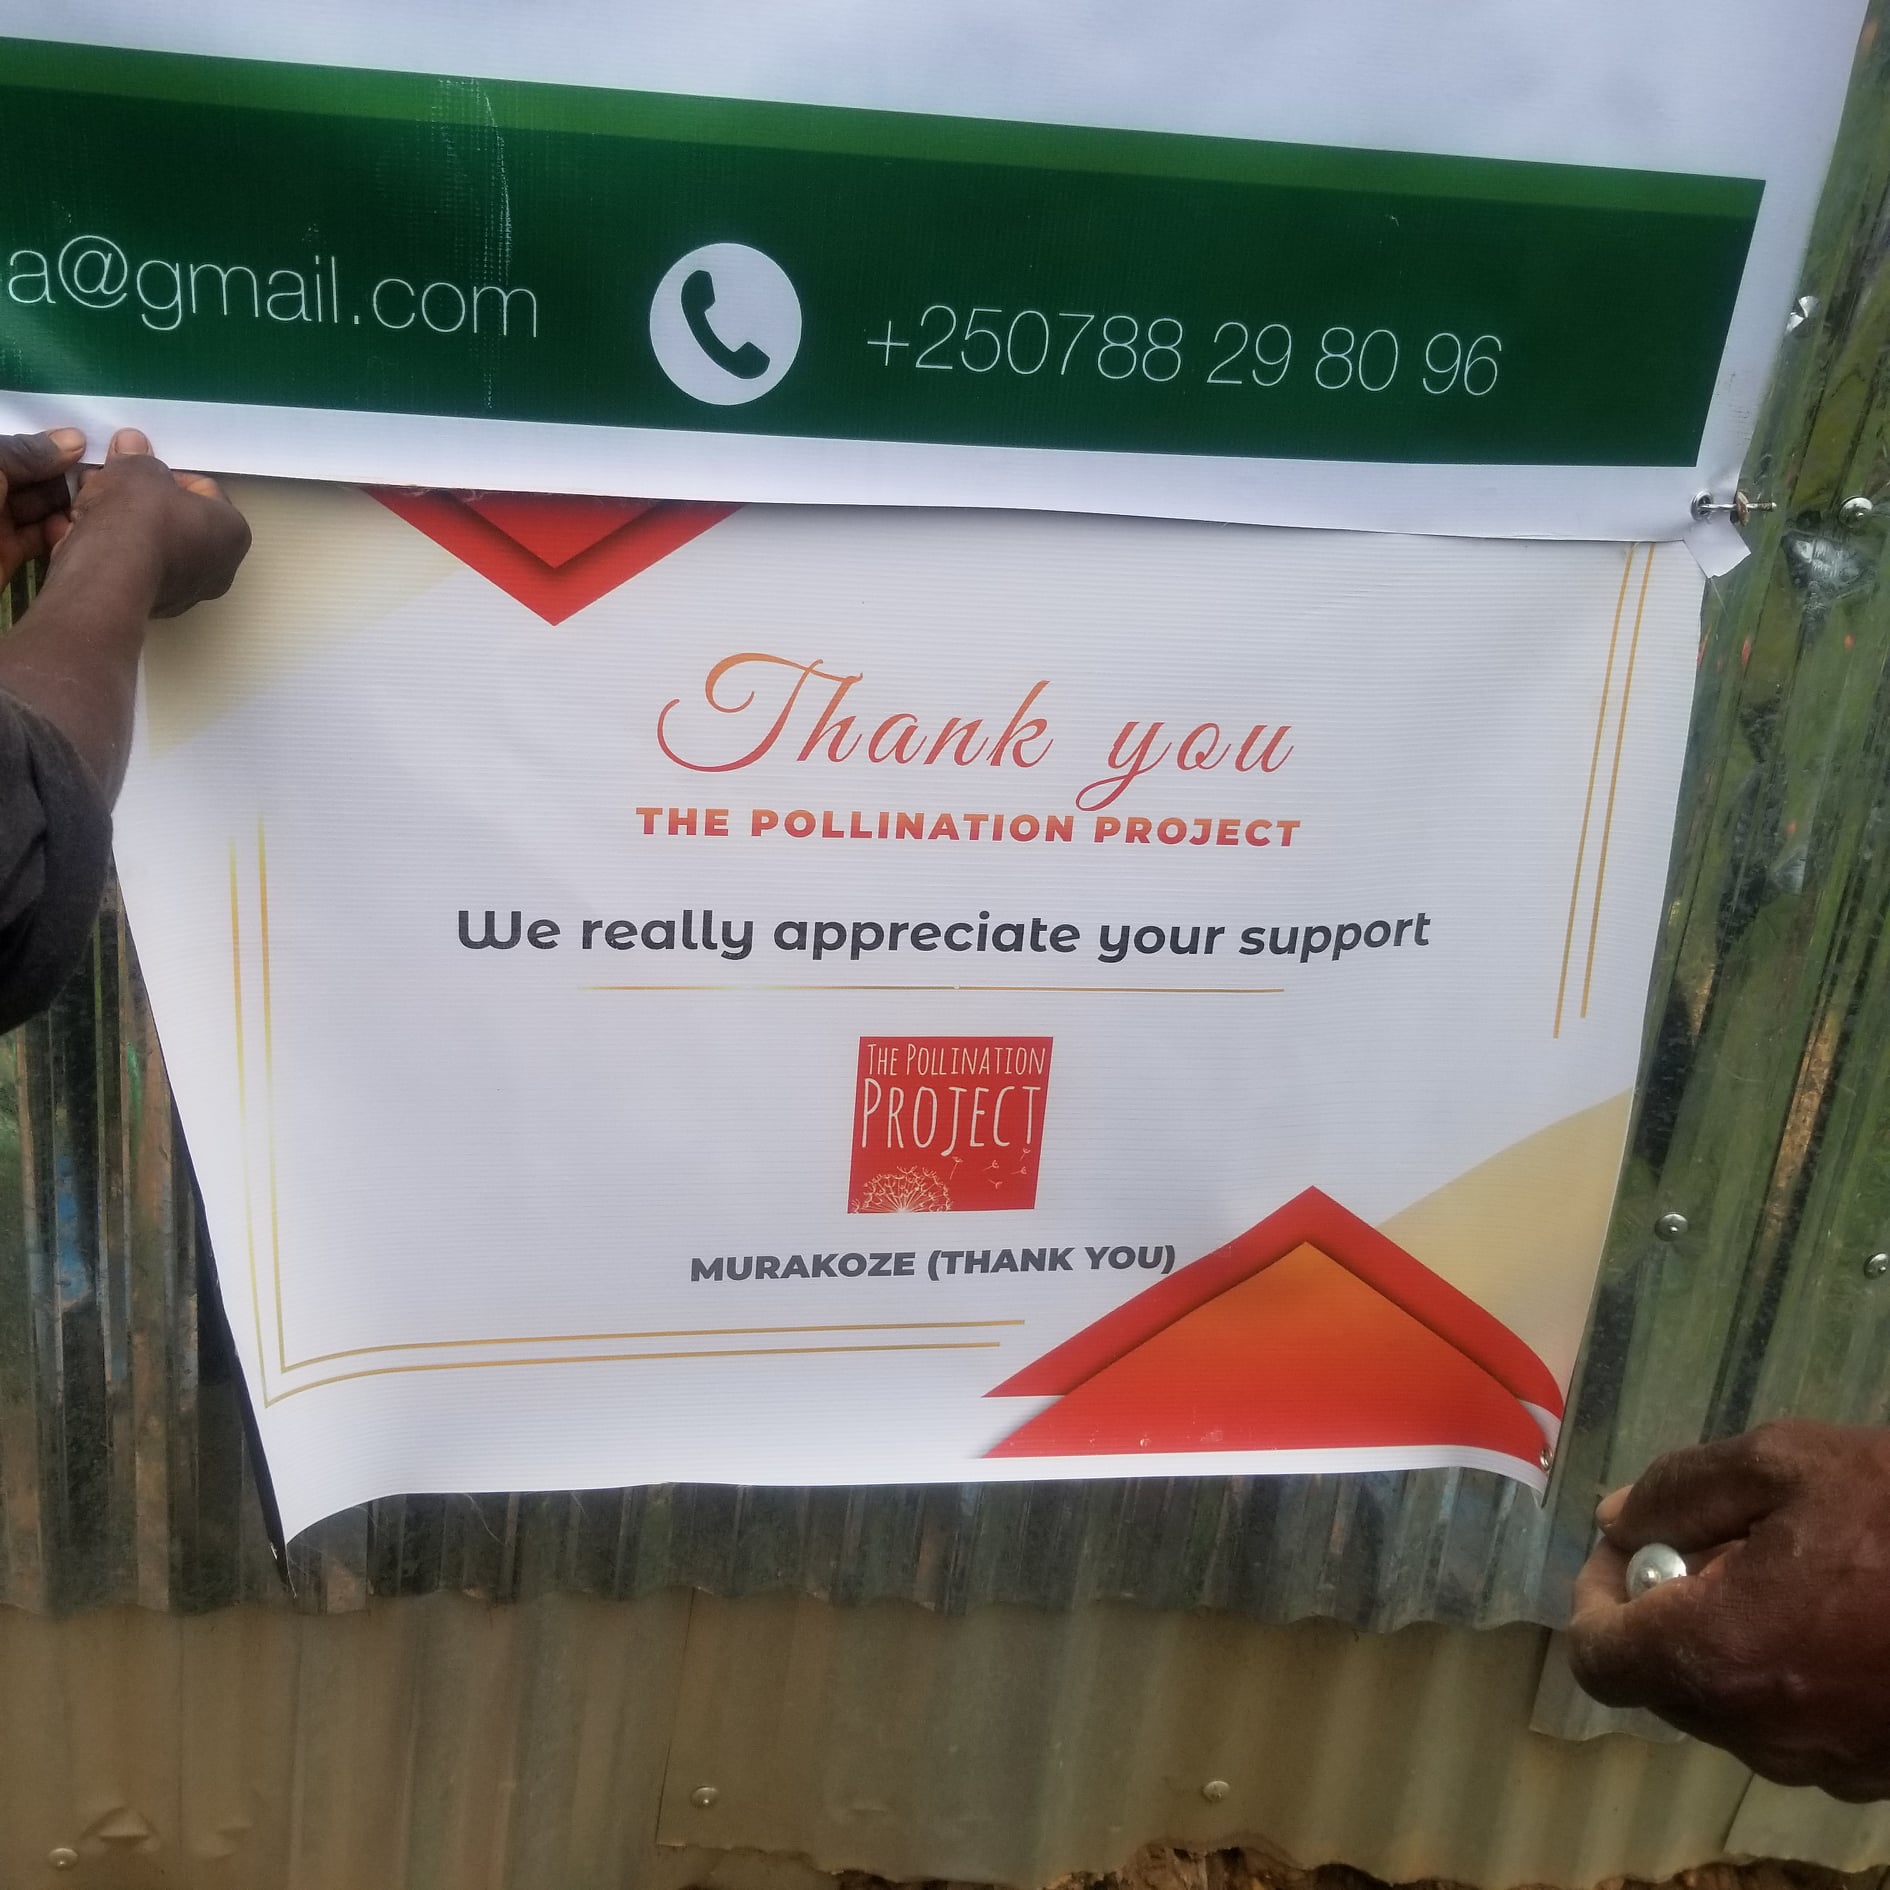 a@gmail.com
+250788 29 80 96
Thank you
THE POLLINATION PROJECT
We really appreciate your support
THE POLLINATION
PROJECT
MURAKOZE (THANK YOU)